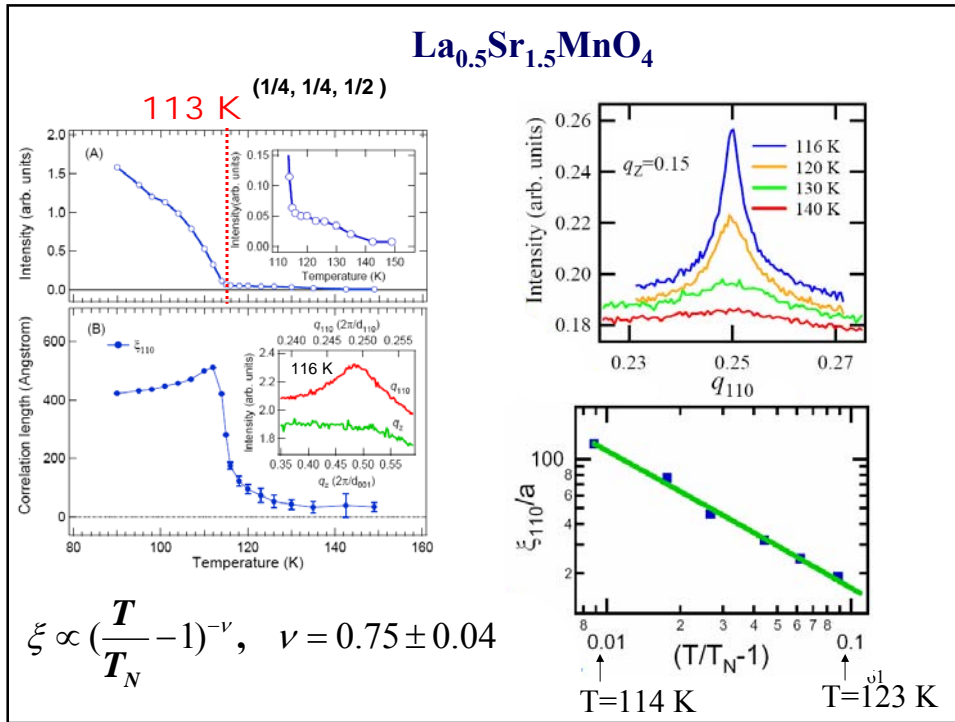 La0.5Sr1.5MnO4
(1/4, 1/4, 1/2 )
113 K
(A)
Intensity (arb. units)
2.0
1.5
1.0
0.5
0.0
Intensity(arb. units)
0.15
0.10
0.05
0.00
110 120 130 140 150
Temperature (K)
(B)
ξ110
Correlation length (Angstrom)
600
400
200
0
q110 (2π/d110)
0.240 0.250 0.256
Intensity (arb. units)
2.4
2.2
2.0
1.8
116 K
q110
qz
0.35 0.40 0.45 0.50 0.55
qz (2π/d001)
80 100 120 140 160
Temperature (K)
ξ ∝ (T/TN −1)^−ν, ν = 0.75 ± 0.04
Intensity (arb. units)
0.26
0.24
0.22
0.20
0.18
qZ=0.15
116 K
120 K
130 K
140 K
0.23 0.25 0.27
q110
ξ110/a
100
8
6
4
2
8 2 3 4 5 6 7 8
0.01 0.1
(T/TN-1)
T=114 K
T=123 K